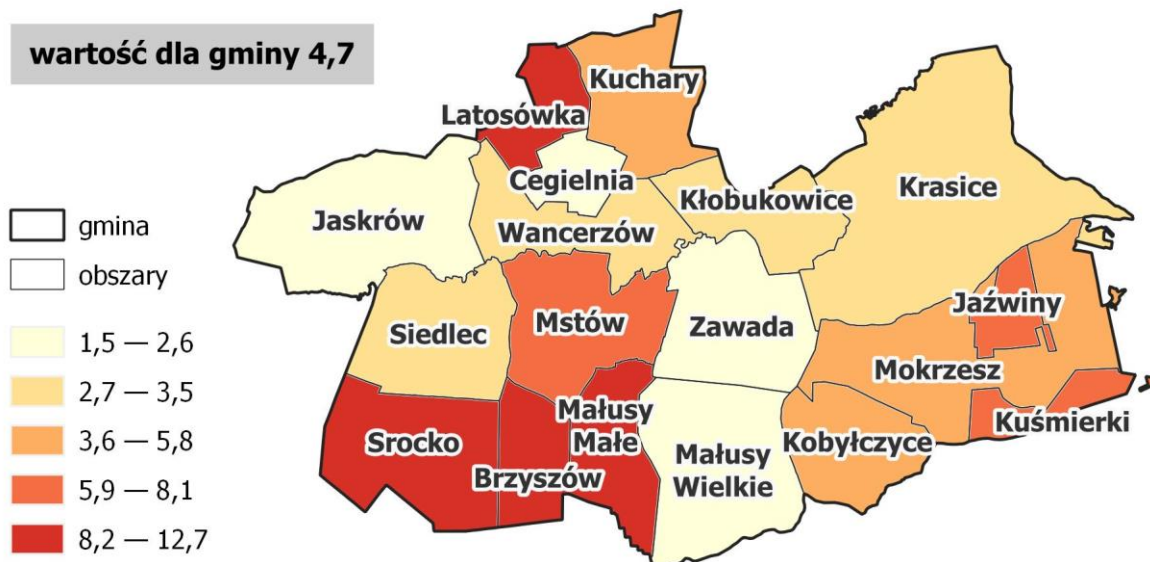 wartość dla gminy 4,7
Kuchary
Latosówka
Cegielnia
Kłobukowice
Krasice
Jaskrów
Wancerzów
gmina
obszary
Jaźwiny
Siedlec
Mstów
Zawada
Mokrzesz
Małusy
Małe
Kuśmierki
Srocko
Kobyłczyce
Brzyszów
Małusy
Wielkie
1,5 — 2,6
2,7 — 3,5
3,6 — 5,8
5,9 — 8,1
8,2 — 12,7